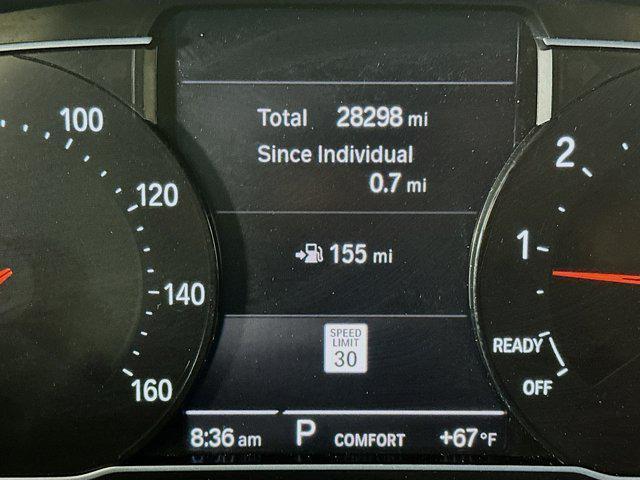 100
120
140
160
Total 28298 mi
Since Individual
0.7 mi
155 mi
SPEED
LIMIT
30
8:36 am P COMFORT +67°F
2
1
READY
OFF